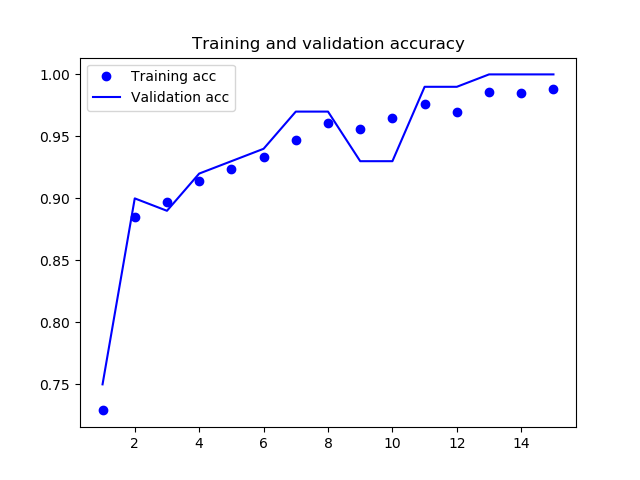 Training and validation accuracy
Training acc
Validation acc
1.00
0.95
0.90
0.85
0.80
0.75
2 4 6 8 10 12 14